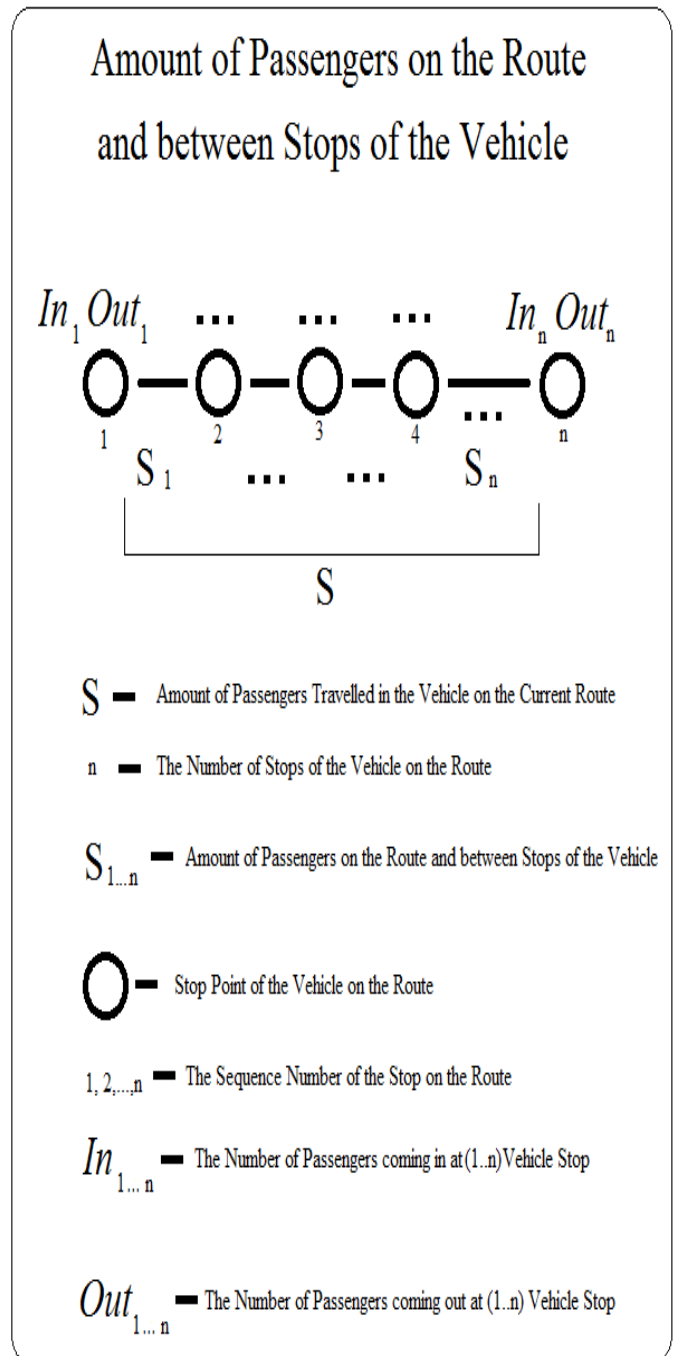 Amount of Passengers on the Route
and between Stops of the Vehicle
In1 Out1 ... ... ... Inn Outn
1 2 3 4 ... n
S1 ... ... Sn
S
S – Amount of Passengers Travelled in the Vehicle on the Current Route
n – The Number of Stops of the Vehicle on the Route
S1...n – Amount of Passengers on the Route and between Stops of the Vehicle
– Stop Point of the Vehicle on the Route
1, 2,...,n – The Sequence Number of the Stop on the Route
In1... n – The Number of Passengers coming in at (1..n) Vehicle Stop
Out1... n – The Number of Passengers coming out at (1..n) Vehicle Stop